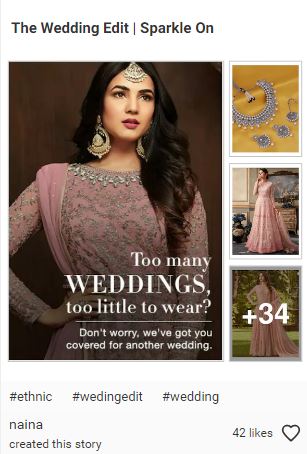 The Wedding Edit | Sparkle On
Too many
WEDDINGS,
too little to wear?
Don't worry, we've got you
covered for another wedding.
+34
#ethnic #wedingedit #wedding
naina
created this story
42 likes